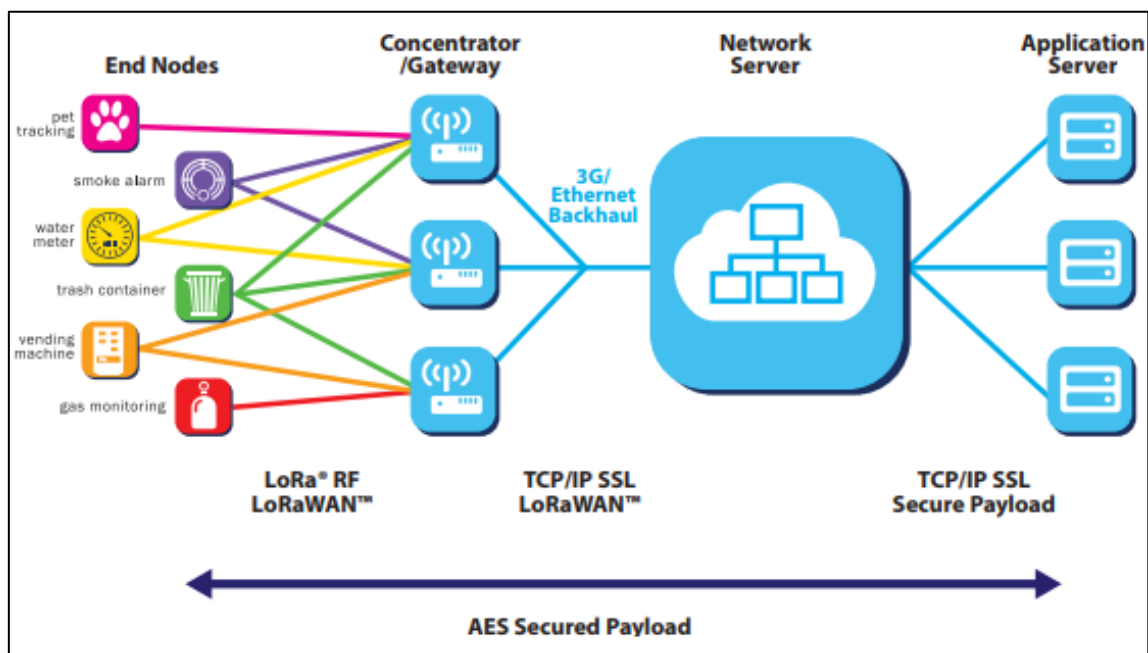 End Nodes
Concentrator
/Gateway
Network
Server
Application
Server
pet
tracking
smoke alarm
water
meter
trash container
vending
machine
gas monitoring
3G/
Ethernet
Backhaul
LoRa® RF
LoRaWAN™
TCP/IP SSL
LoRaWAN™
TCP/IP SSL
Secure Payload
AES Secured Payload